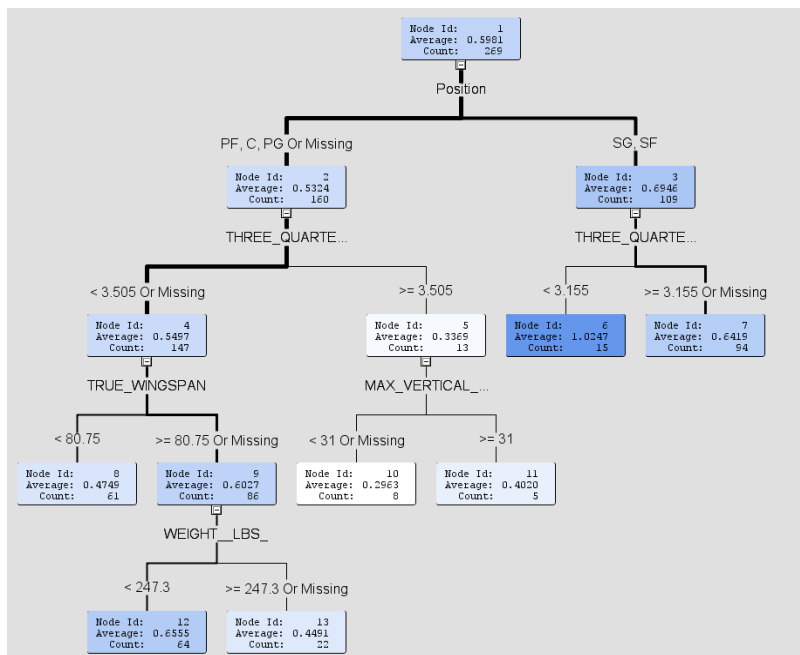 Node Id: 1
Average: 0.5981
Count: 269
Position
PF, C, PG Or Missing
SG, SF
Node Id: 2
Average: 0.5324
Count: 160
Node Id: 3
Average: 0.6946
Count: 109
THREE_QUARTE...
THREE_QUARTE...
< 3.505 Or Missing
>= 3.505
< 3.155
>= 3.155 Or Missing
Node Id: 4
Average: 0.5497
Count: 147
Node Id: 5
Average: 0.3369
Count: 13
Node Id: 6
Average: 1.0247
Count: 15
Node Id: 7
Average: 0.6419
Count: 94
TRUE_WINGSPAN
MAX_VERTICAL_...
< 80.75
>= 80.75 Or Missing
< 31 Or Missing
>= 31
Node Id: 8
Average: 0.4749
Count: 61
Node Id: 9
Average: 0.6027
Count: 86
Node Id: 10
Average: 0.2963
Count: 8
Node Id: 11
Average: 0.4020
Count: 5
WEIGHT__LBS_
< 247.3
>= 247.3 Or Missing
Node Id: 12
Average: 0.6555
Count: 64
Node Id: 13
Average: 0.4491
Count: 22